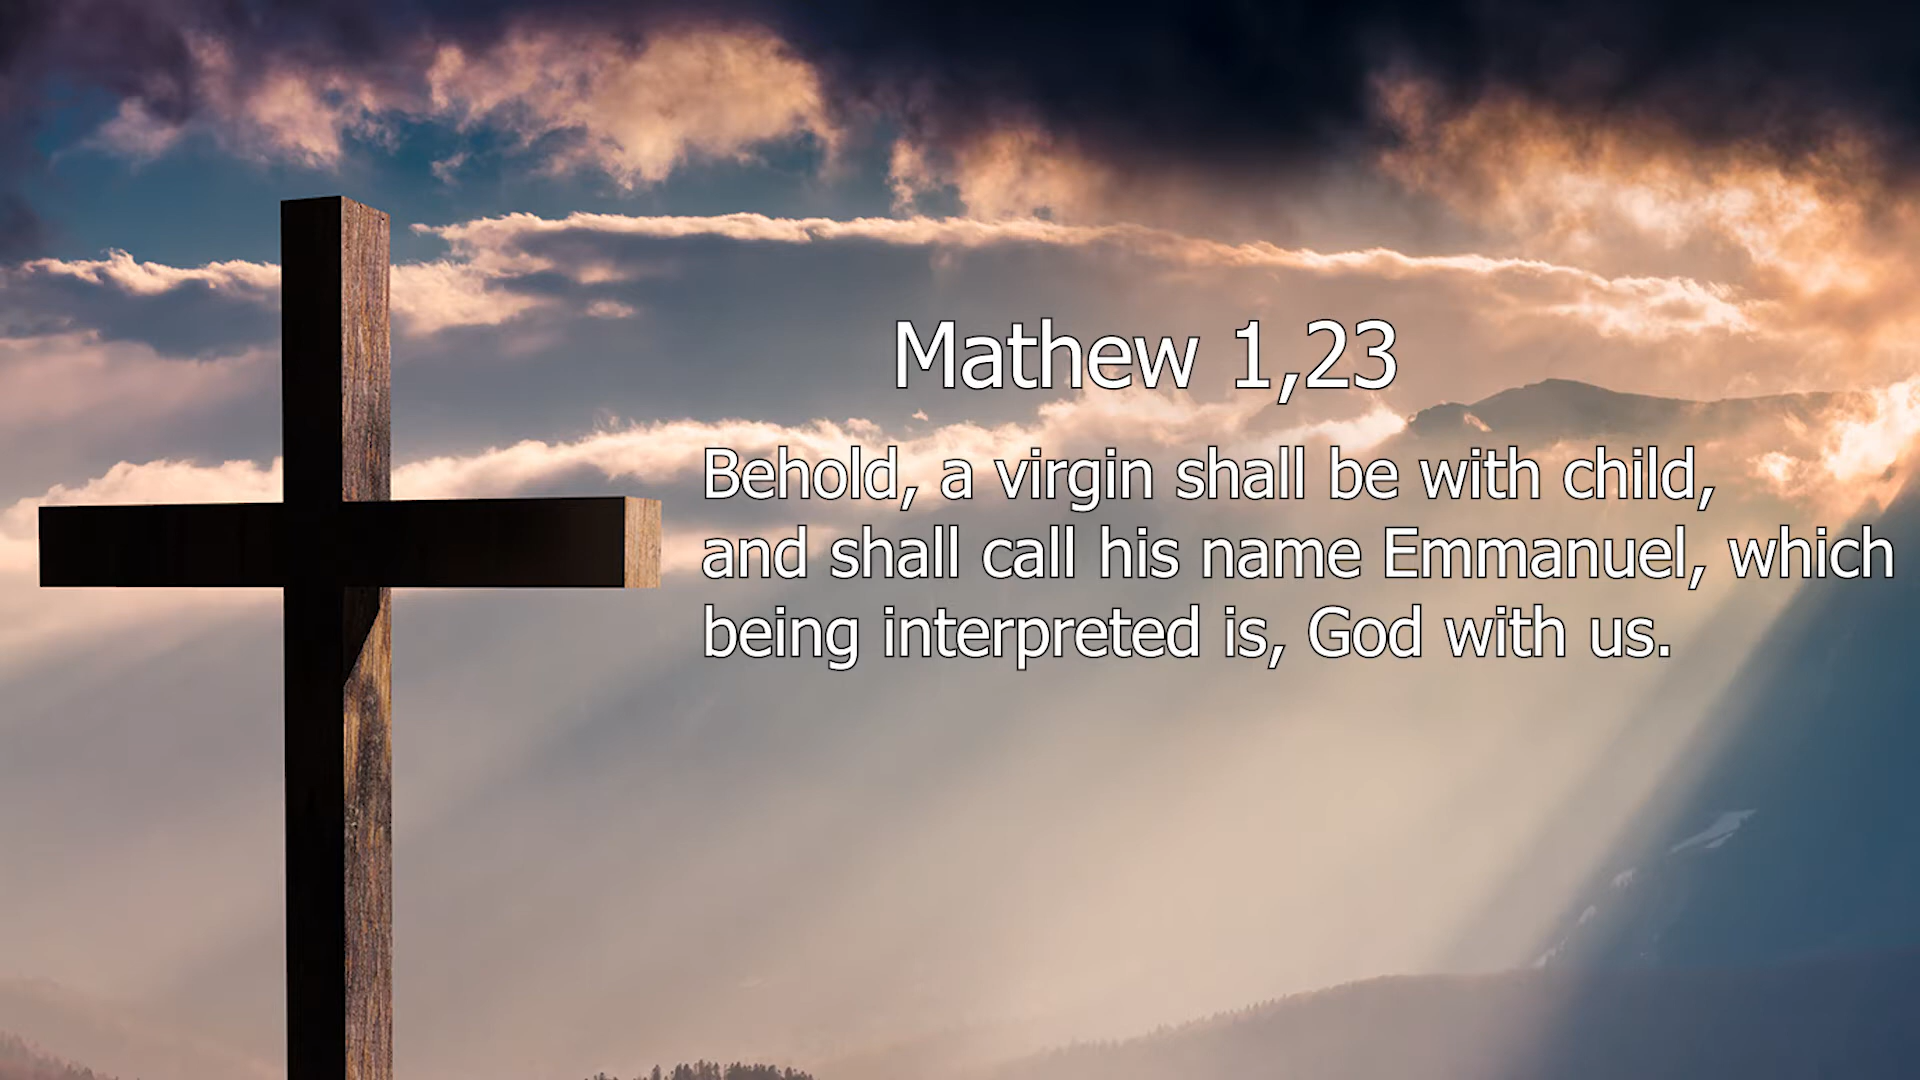 Mathew 1,23
Behold, a virgin shall be with child,
and shall call his name Emmanuel, which
being interpreted is, God with us.